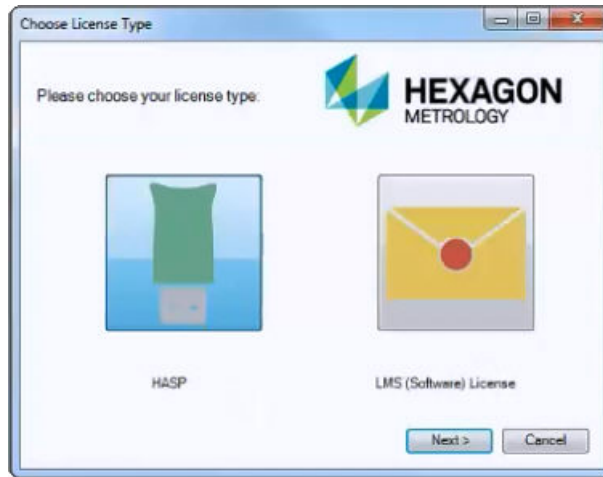 Choose License Type
Please choose your license type:
HEXAGON
METROLOGY
HASP
LMS (Software) License
Next >
Cancel